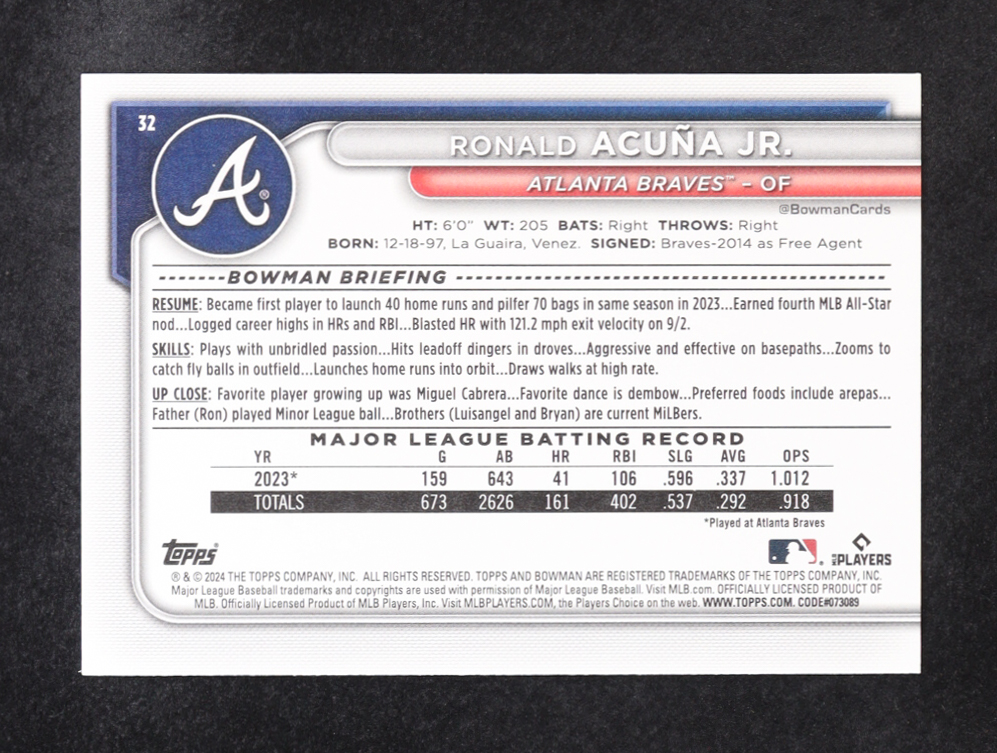 32
RONALD ACUÑA JR.
A®
ATLANTA BRAVES™ – OF
@BowmanCards
HT: 6'0" WT: 205 BATS: Right THROWS: Right
BORN: 12-18-97, La Guaira, Venez. SIGNED: Braves-2014 as Free Agent
BOWMAN BRIEFING
RESUME: Became first player to launch 40 home runs and pilfer 70 bags in same season in 2023...Earned fourth MLB All-Star
nod...Logged career highs in HRs and RBI...Blasted HR with 121.2 mph exit velocity on 9/2.
SKILLS: Plays with unbridled passion...Hits leadoff dingers in droves...Aggressive and effective on basepaths...Zooms to
catch fly balls in outfield...Launches home runs into orbit...Draws walks at high rate.
UP CLOSE: Favorite player growing up was Miguel Cabrera...Favorite dance is dembow...Preferred foods include arepas...
Father (Ron) played Minor League ball...Brothers (Luisangel and Bryan) are current MiLBers.
MAJOR LEAGUE BATTING RECORD
YR G AB HR RBI SLG AVG OPS
2023* 159 643 41 106 .596 .337 1.012
TOTALS 673 2626 161 402 .537 .292 .918
*Played at Atlanta Braves
Topps® ® MLB PLAYERS
® & © 2024 THE TOPPS COMPANY, INC. ALL RIGHTS RESERVED. TOPPS AND BOWMAN ARE REGISTERED TRADEMARKS OF THE TOPPS COMPANY, INC.
Major League Baseball trademarks and copyrights are used with permission of Major League Baseball. Visit MLB.com. OFFICIALLY LICENSED PRODUCT OF
MLB. Officially Licensed Product of MLB Players, Inc. Visit MLBPLAYERS.COM, the Players Choice on the web. WWW.TOPPS.COM. CODE#073089